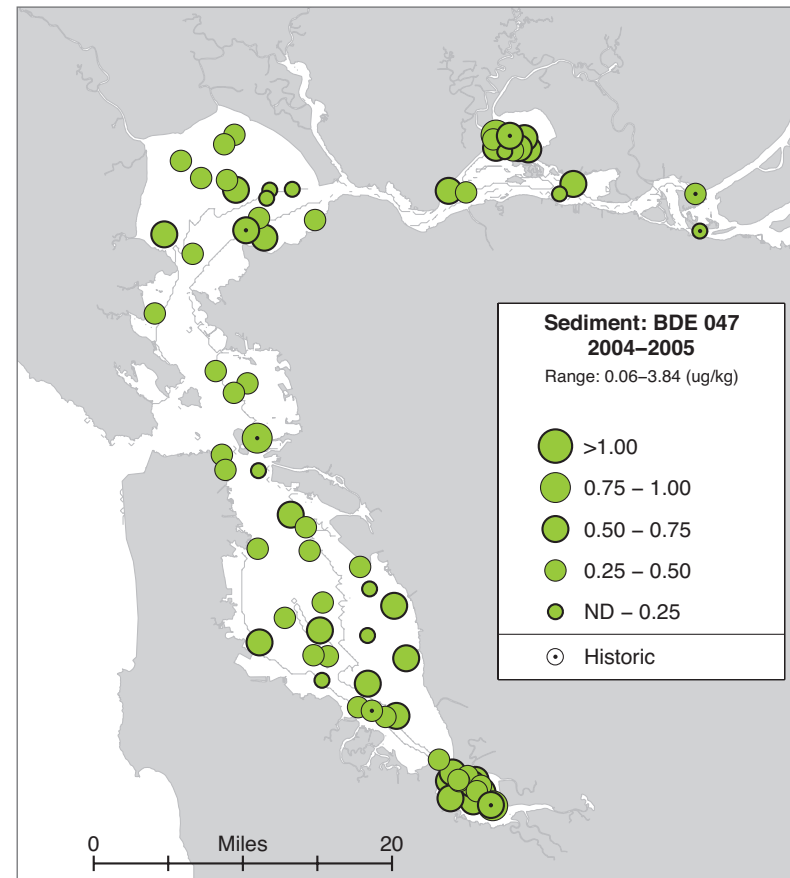 Sediment: BDE 047
2004–2005
Range: 0.06–3.84 (ug/kg)
>1.00
0.75 – 1.00
0.50 – 0.75
0.25 – 0.50
ND – 0.25
Historic
0 Miles 20